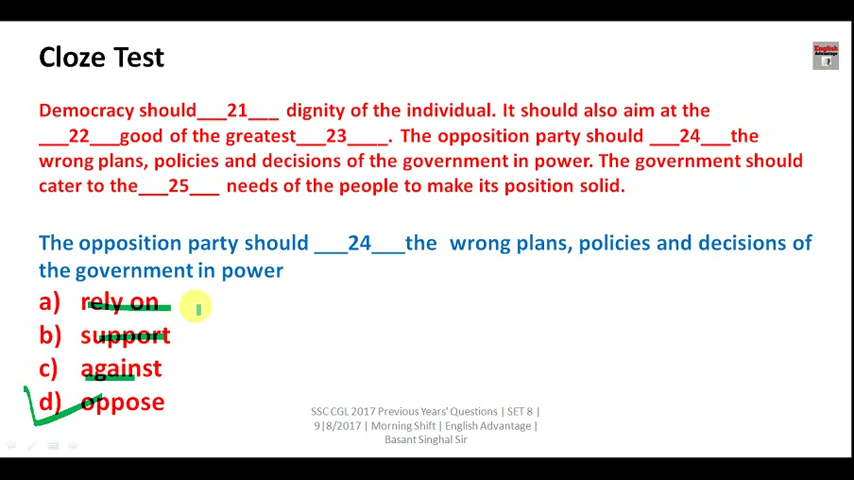 Cloze Test
English
Advantage
Democracy should___21___ dignity of the individual. It should also aim at the
___22___good of the greatest___23____. The opposition party should ___24___the
wrong plans, policies and decisions of the government in power. The government should
cater to the___25___ needs of the people to make its position solid.
The opposition party should ___24___the wrong plans, policies and decisions of
the government in power
a) rely on
b) support
c) against
d) oppose
SSC CGL 2017 Previous Years' Questions | SET 8 |
9|8/2017 | Morning Shift | English Advantage |
Basant Singhal Sir